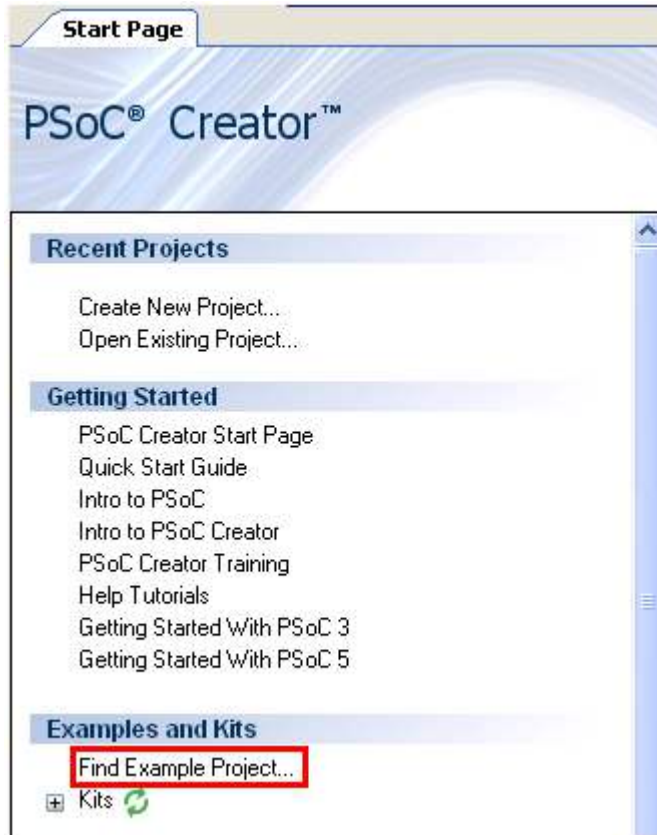 Start Page
PSoC® Creator™
Recent Projects
Create New Project...
Open Existing Project...
Getting Started
PSoC Creator Start Page
Quick Start Guide
Intro to PSoC
Intro to PSoC Creator
PSoC Creator Training
Help Tutorials
Getting Started With PSoC 3
Getting Started With PSoC 5
Examples and Kits
Find Example Project...
Kits